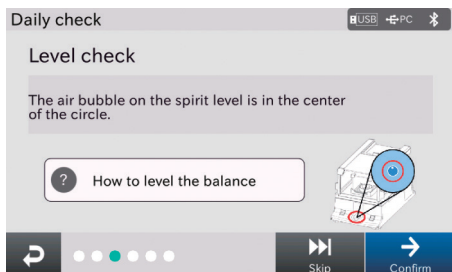 Daily check
USB PC
Level check
The air bubble on the spirit level is in the center
of the circle.
? How to level the balance
Skip
Confirm